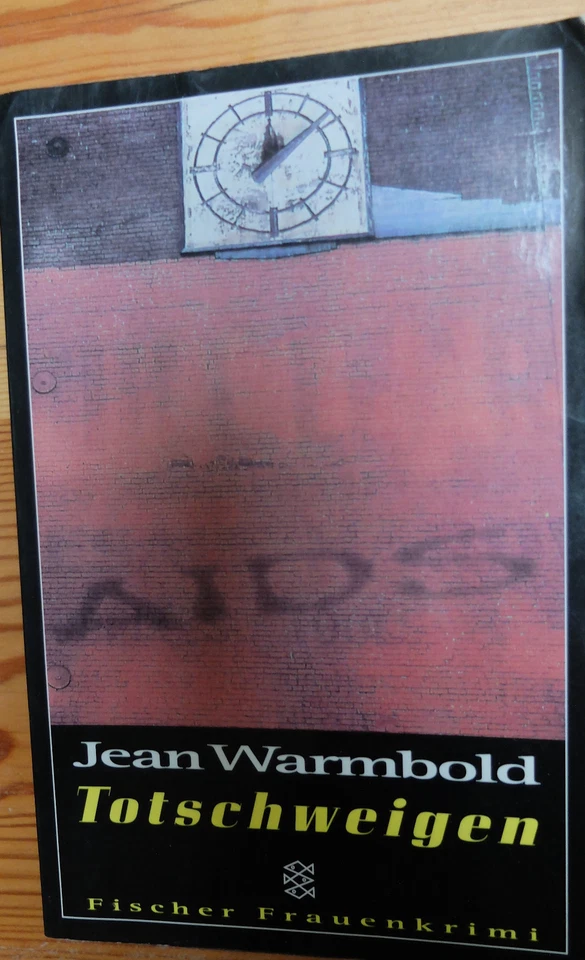 AIDS
Jean Warmbold
Totschweigen
Fischer Frauenkrimi